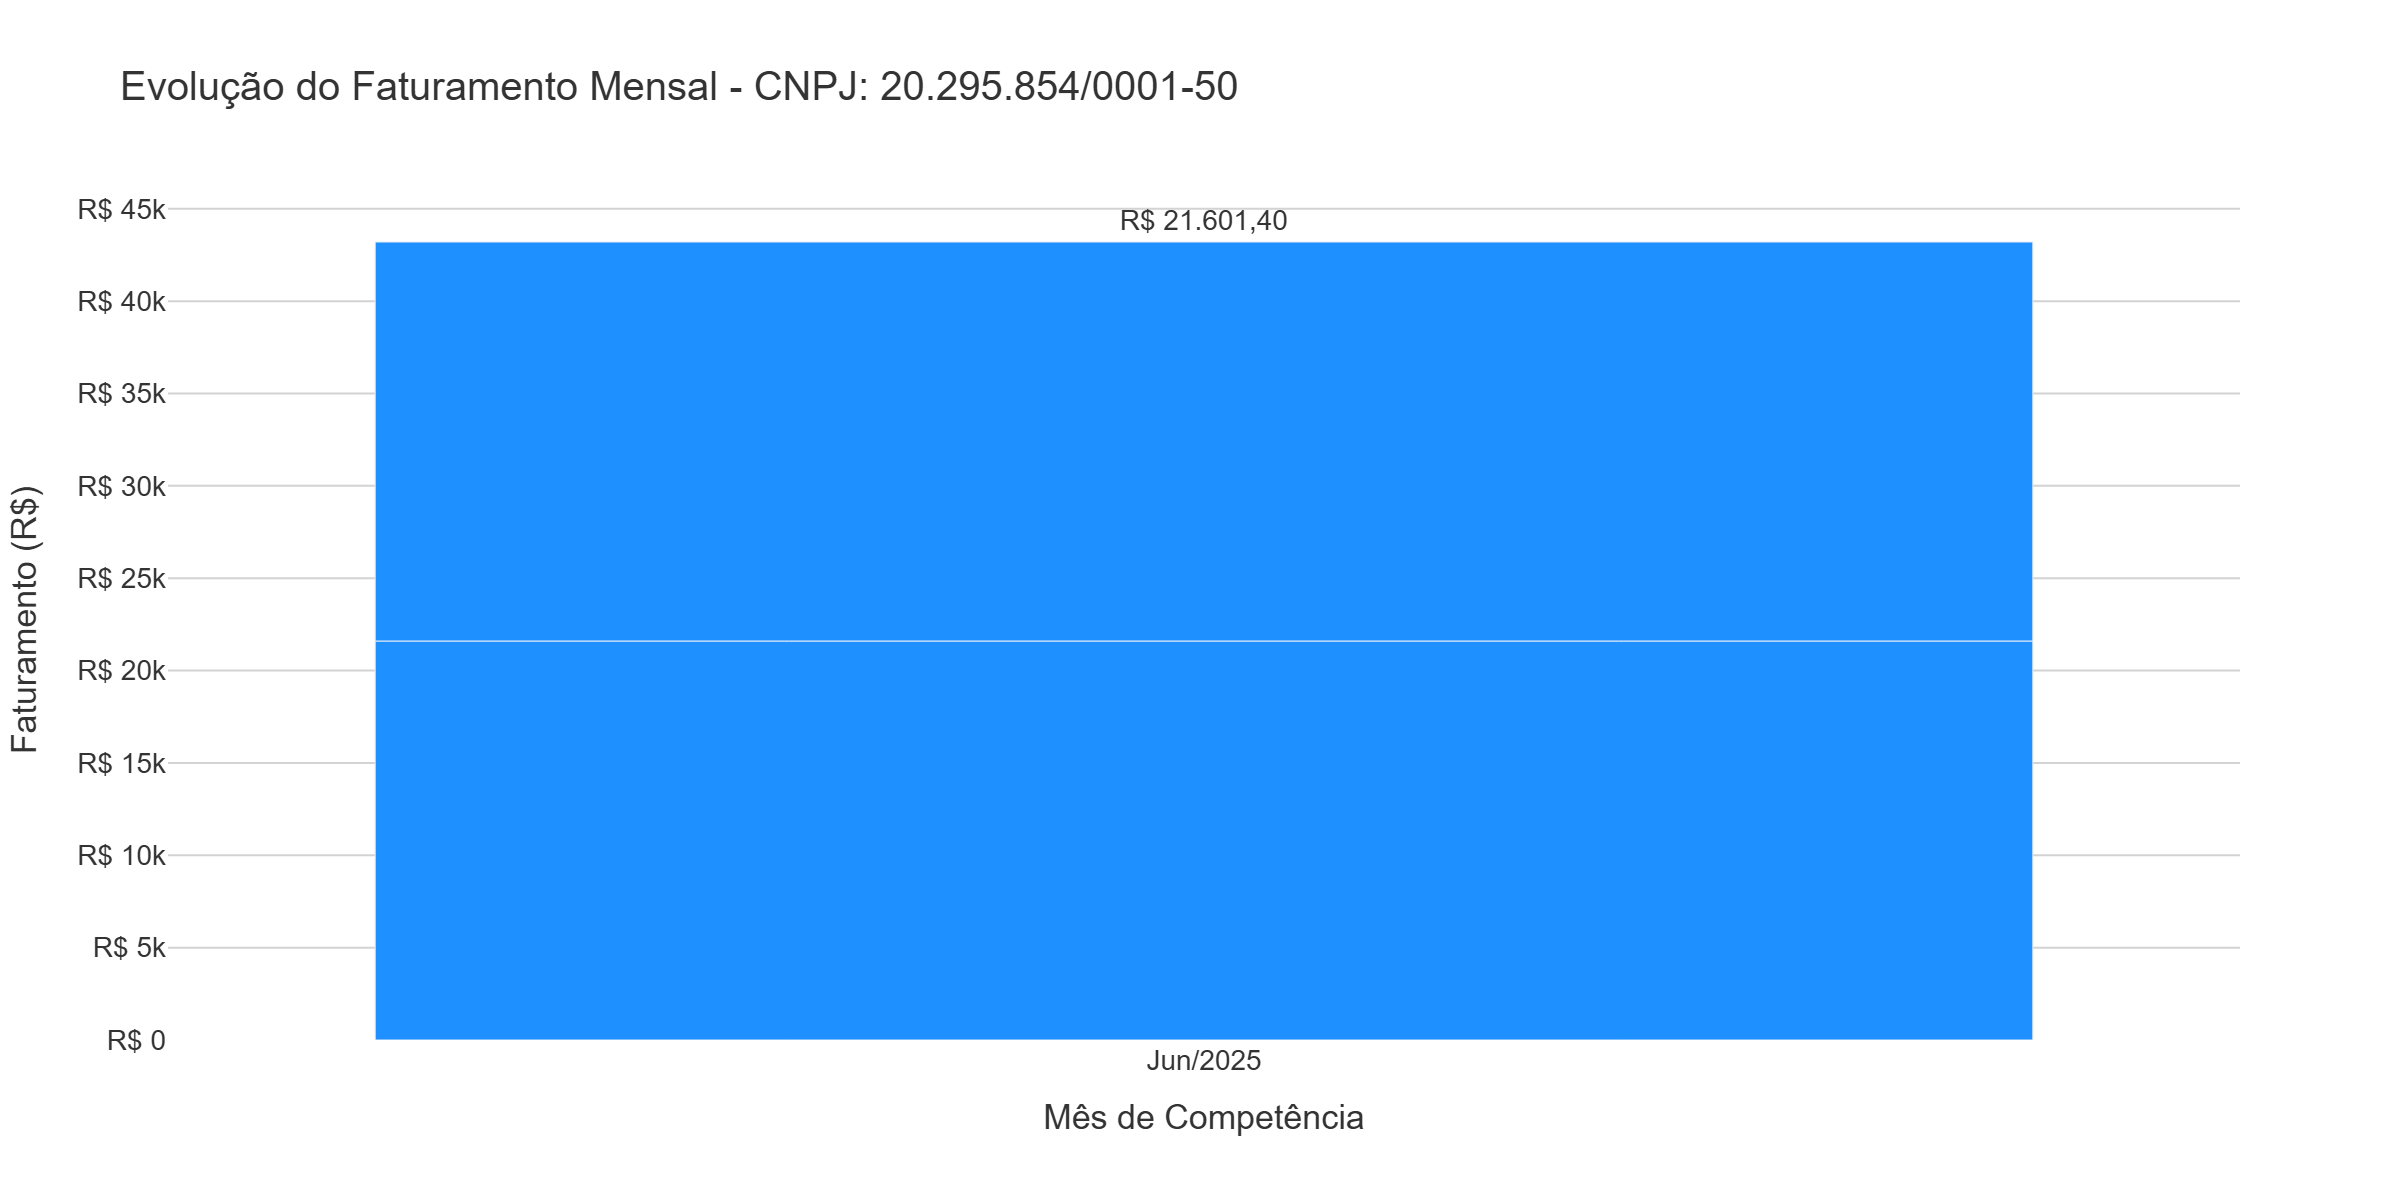 Evolução do Faturamento Mensal - CNPJ: 20.295.854/0001-50
R$ 45k
R$ 21.601,40
R$ 40k
R$ 35k
R$ 30k
R$ 25k
R$ 20k
R$ 15k
R$ 10k
R$ 5k
R$ 0
Faturamento (R$)
Jun/2025
Mês de Competência